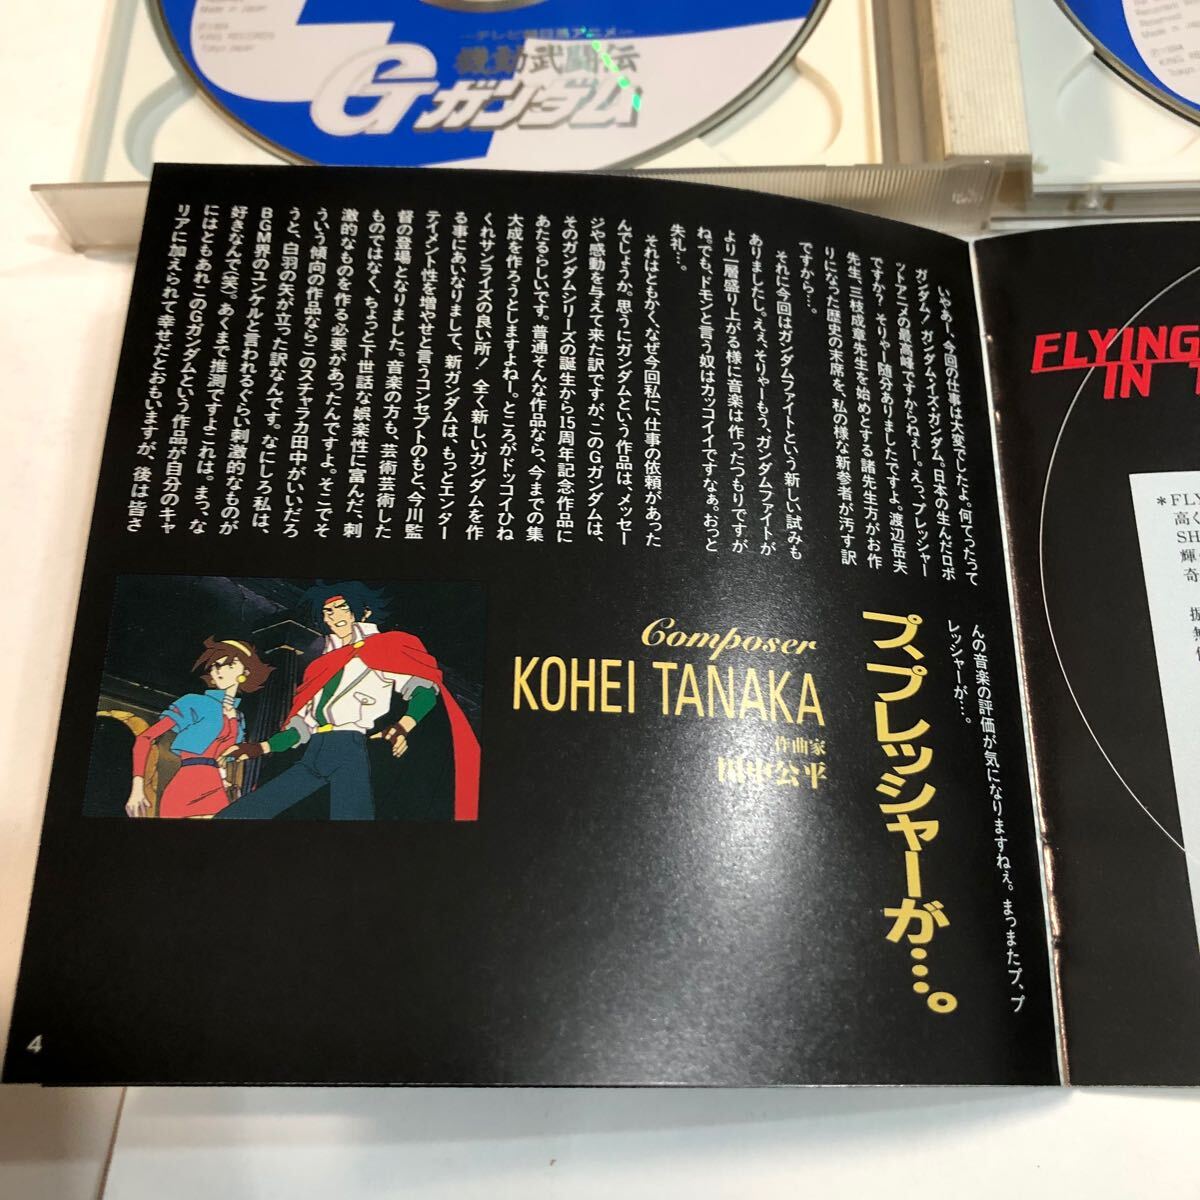 Made in Japan
KING RECORDS
Tokyo Japan
機動武闘伝
Gガンダム
プ、プレッシャーが…。
Composer
KOHEI TANAKA
作曲家
田中公平
いやあー、今回の仕事は大変でしたよ。何てったって
ガンダム！ガンダム・イズ・ガンダム。日本の生んだロボ
ットアニメの最高峰ですからねぇー。えっ、プレッシャー
ですか？そりゃー随分ありましたですよ。渡辺岳夫
先生、三枝成章先生を始めとする諸先生方がお作
りになった歴史の末席を、私の様な新参者が汚す訳
ですから…。
それに今回はガンダムファイトという新しい試みも
ありましたし。えぇ、そりゃーもう、ガンダムファイトが
より一層盛り上がる様に音楽は作ったつもりですが
ね。でも、ドモンと言う奴はカッコイイですなぁ。おっと
失礼…。
それはともかく、なぜ今回私に、仕事の依頼があった
んでしょうか。思うにガンダムという作品は、メッセー
ジや感動を与えて来た訳ですが、このGガンダムは、
そのガンダムシリーズの誕生から15周年記念作品に
あたるらしいです。普通そんな作品なら、今までの集
大成を作ろうとしますよねー。ところがドッコイひね
くれサンライズの良い所！全く新しいガンダムを作
る事にあいなりまして、新ガンダムは、もっとエンター
テイメント性を増やせと言うコンセプトのもと、今川監
督の登場となりました。音楽の方も、芸術芸術した
ものではなく、ちょっと下世話な娯楽性に富んだ、刺
激的なものを作る必要があったんですよ。そこでそ
ういう傾向の作品ならこのスチャラカ田中がいいだろ
うと、白羽の矢が立った訳なんです。なにしろ私は、
BGM界のユンケルと言われるぐらい刺激的なものが
好きなんで（笑）。あくまで推測ですよこれは。まっ、な
にはともあれ、このGガンダムという作品が自分のキャ
リアに加えられて幸せだとおもいますが、後は皆さ
んの音楽の評価が気になりますねぇ。まっまたプ、プ
レッシャーが…。
4
FLYING
IN
＊FLY
SH
輝
奇